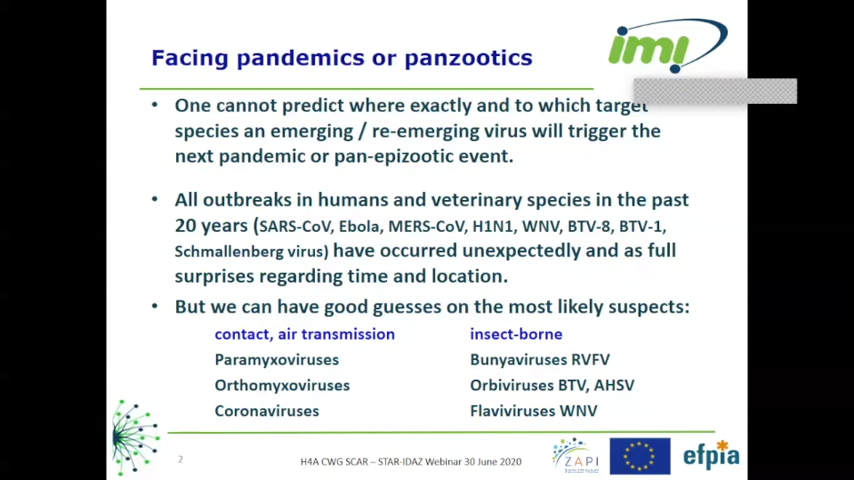 Facing pandemics or panzootics
imi
• One cannot predict where exactly and to which target
species an emerging / re-emerging virus will trigger the
next pandemic or pan-epizootic event.
• All outbreaks in humans and veterinary species in the past
20 years (SARS-CoV, Ebola, MERS-CoV, H1N1, WNV, BTV-8, BTV-1,
Schmallenberg virus) have occurred unexpectedly and as full
surprises regarding time and location.
• But we can have good guesses on the most likely suspects:
contact, air transmission insect-borne
Paramyxoviruses Bunyaviruses RVFV
Orthomyxoviruses Orbiviruses BTV, AHSV
Coronaviruses Flaviviruses WNV
2 H4A CWG SCAR – STAR-IDAZ Webinar 30 June 2020 ZAPI efpia